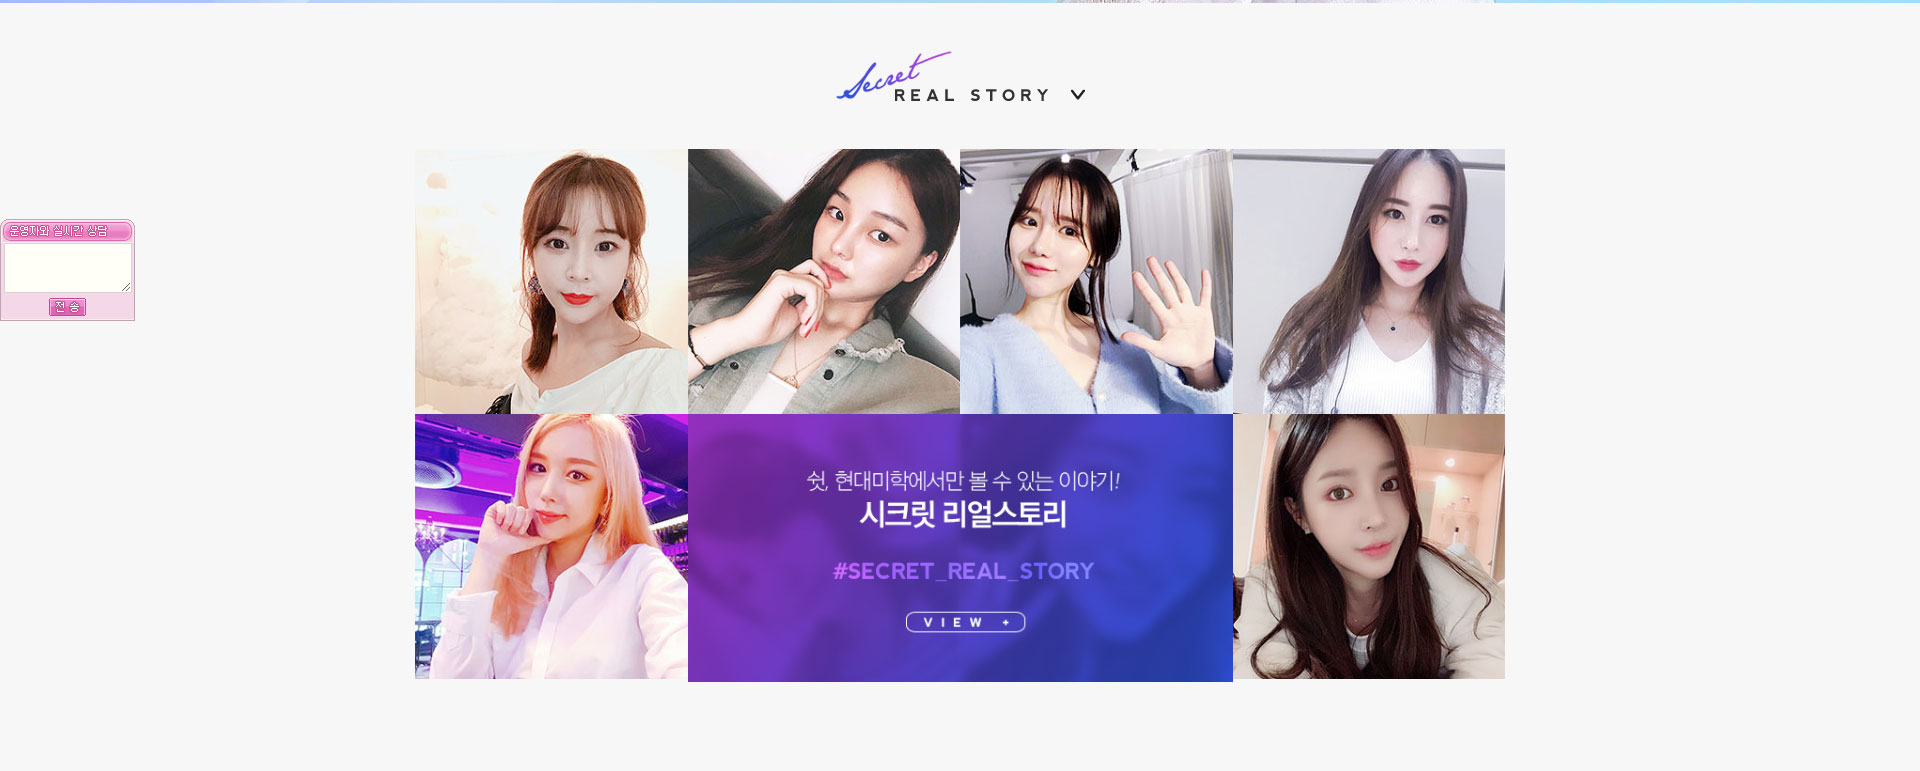 Secret
REAL STORY
운영자와 실시간 상담
전 송
쉿, 현대미학에서만 볼 수 있는 이야기!
시크릿 리얼스토리
#SECRET_REAL_STORY
VIEW +